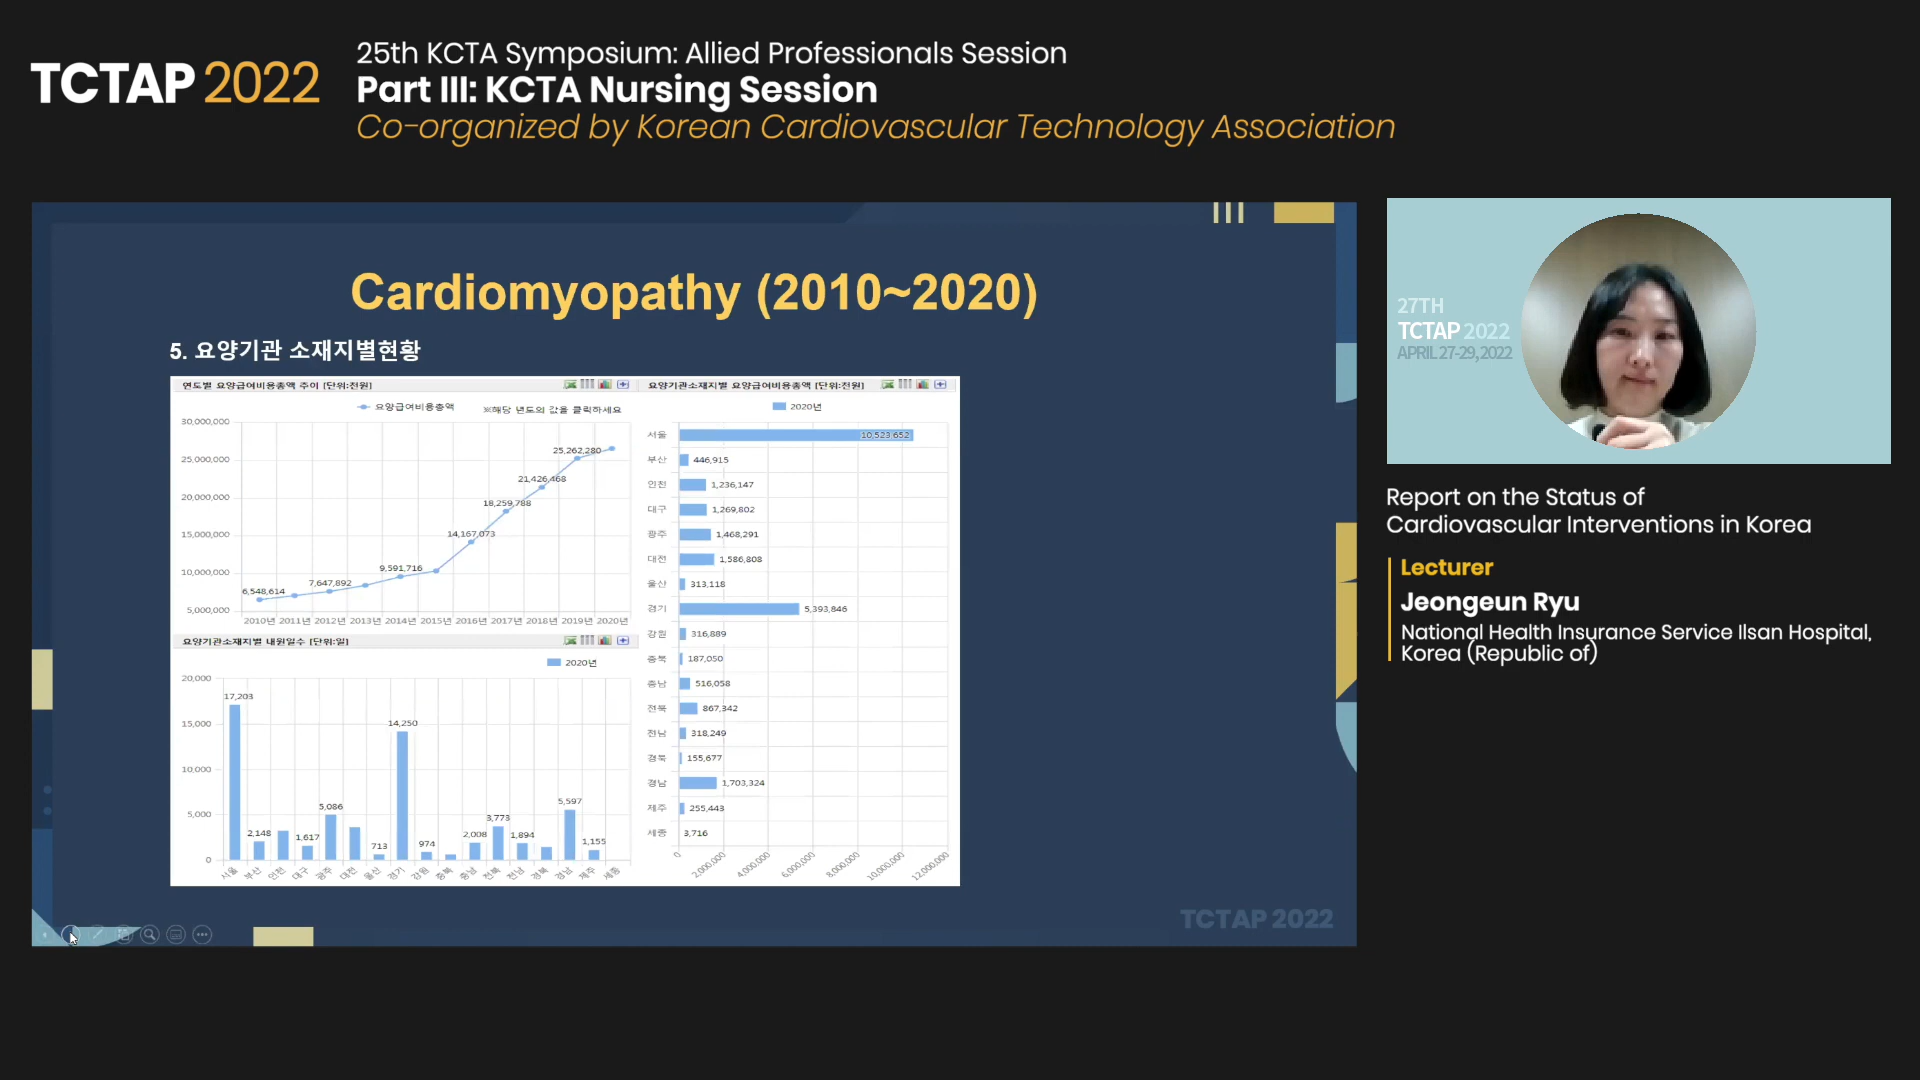 TCTAP 2022
25th KCTA Symposium: Allied Professionals Session
Part III: KCTA Nursing Session
Co-organized by Korean Cardiovascular Technology Association
Cardiomyopathy (2010~2020)
5. 요양기관 소재지별현황
연도별 요양급여비용총액 추이 [단위:천원]
요양급여비용총액
※해당 년도의 값을 클릭하세요
30,000,000
25,000,000
20,000,000
15,000,000
10,000,000
5,000,000
6,548,614
7,647,892
9,591,716
14,167,073
18,259,788
21,426,468
25,262,280
2010년 2011년 2012년 2013년 2014년 2015년 2016년 2017년 2018년 2019년 2020년
요양기관소재지별 내원일수 [단위:일]
2020년
20,000
15,000
10,000
5,000
0
17,203
2,148
1,617
5,086
713
14,250
974
2,008
3,773
1,894
5,597
1,155
서울 부산 인천 대구 광주 대전 울산 경기 강원 충북 충남 전북 전남 경북 경남 제주 세종
요양기관소재지별 요양급여비용총액 [단위:천원]
2020년
서울 10,523,652
부산 446,915
인천 1,236,147
대구 1,269,802
광주 1,468,291
대전 1,586,808
울산 313,118
경기 5,393,846
강원 316,889
충북 187,050
충남 516,058
전북 867,342
전남 318,249
경북 155,677
경남 1,703,324
제주 255,443
세종 3,716
0 2,000,000 4,000,000 6,000,000 8,000,000 10,000,000 12,000,000
TCTAP 2022
27TH
TCTAP 2022
APRIL 27-29, 2022
Report on the Status of
Cardiovascular Interventions in Korea
Lecturer
Jeongeun Ryu
National Health Insurance Service Ilsan Hospital,
Korea (Republic of)